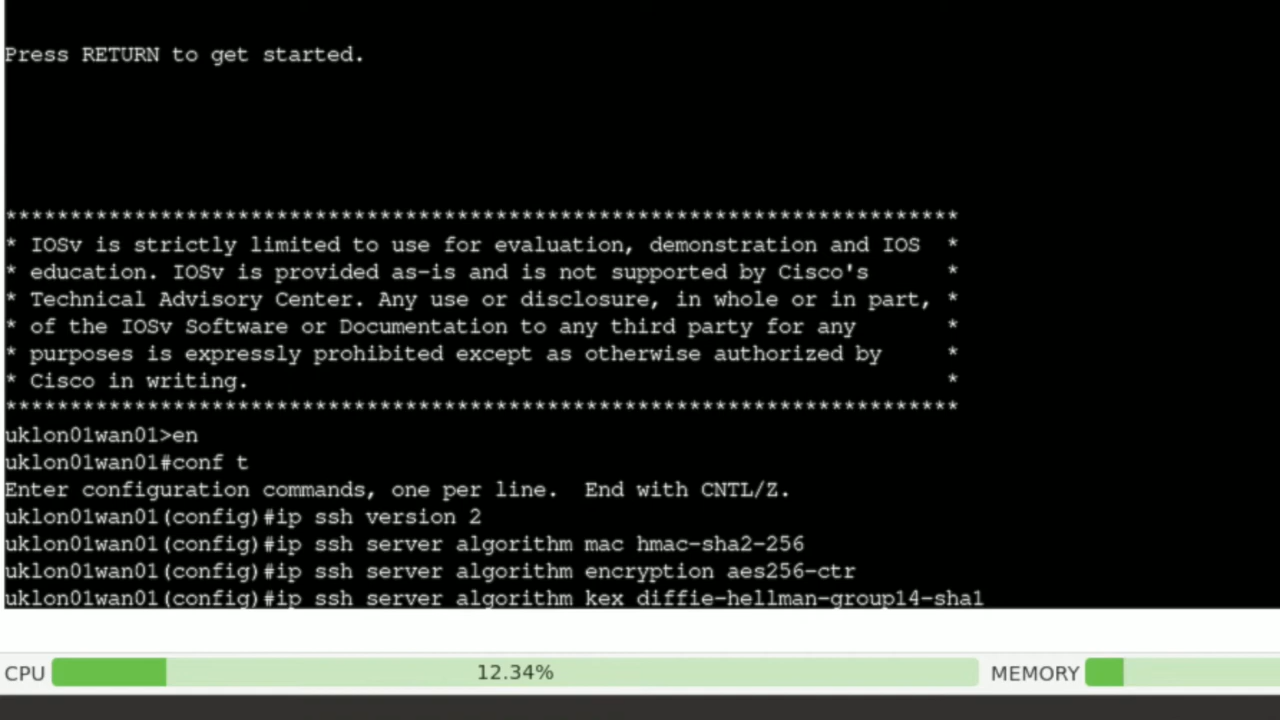 Press RETURN to get started.
**************************************************************************
* IOSv is strictly limited to use for evaluation, demonstration and IOS  *
* education. IOSv is provided as-is and is not supported by Cisco's      *
* Technical Advisory Center. Any use or disclosure, in whole or in part, *
* of the IOSv Software or Documentation to any third party for any       *
* purposes is expressly prohibited except as otherwise authorized by     *
* Cisco in writing.                                                      *
**************************************************************************
uklon01wan01>en
uklon01wan01#conf t
Enter configuration commands, one per line.  End with CNTL/Z.
uklon01wan01(config)#ip ssh version 2
uklon01wan01(config)#ip ssh server algorithm mac hmac-sha2-256
uklon01wan01(config)#ip ssh server algorithm encryption aes256-ctr
uklon01wan01(config)#ip ssh server algorithm kex diffie-hellman-group14-sha1
CPU 12.34% MEMORY